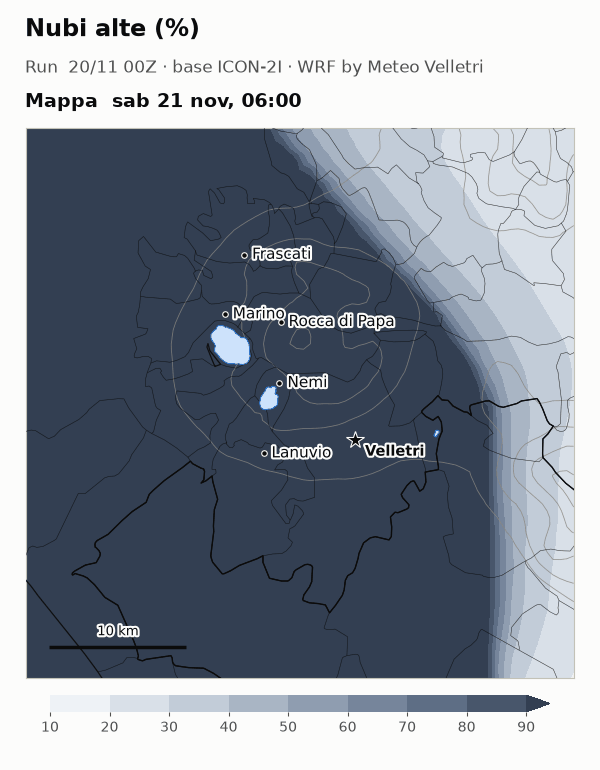 Nubi alte (%)
Run  20/11 00Z · base ICON-2I · WRF by Meteo Velletri
Mappa  sab 21 nov, 06:00
Frascati
Marino
Rocca di Papa
Nemi
Velletri
Lanuvio
10 km
10 20 30 40 50 60 70 80 90